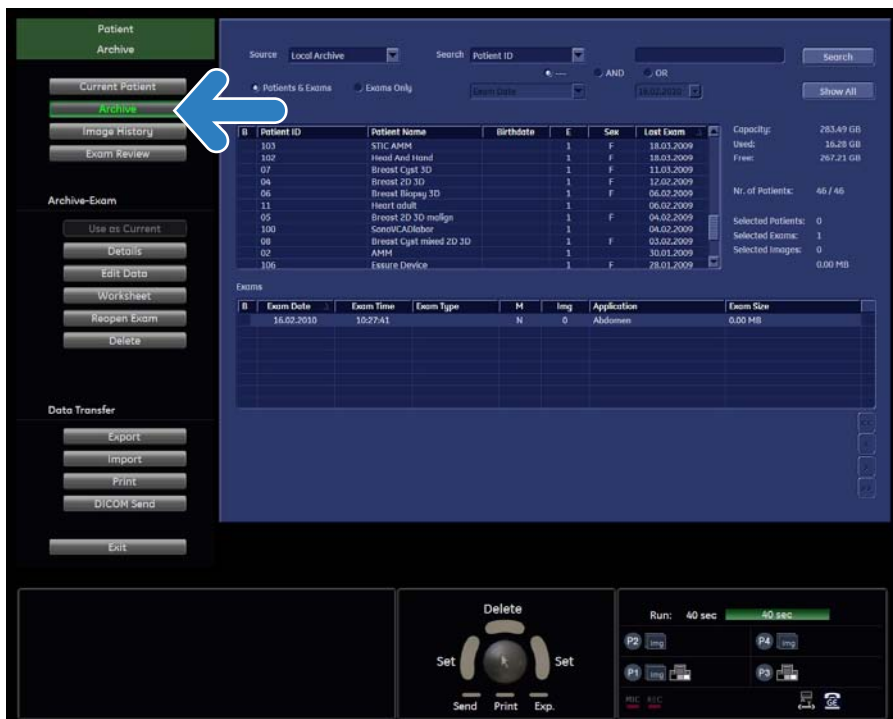 Patient
Archive
Current Patient
Archive
Image History
Exam Review
Archive-Exam
Use as Current
Details
Edit Data
Worksheet
Reopen Exam
Delete
Data Transfer
Export
Import
Print
DICOM Send
Exit
Source Local Archive Search Patient ID Search
--- AND OR
Patients & Exams Exams Only Exam Date 16.02.2010 Show All
B Patient ID Patient Name Birthdate E Sex Last Exam
103 STIC AMM 1 F 18.03.2009
102 Head And Hand 1 F 18.03.2009
07 Breast Cyst 3D 1 F 11.03.2009
04 Breast 2D 3D 1 F 12.02.2009
06 Breast Biopsy 3D 1 F 06.02.2009
11 Heart adult 1 06.02.2009
05 Breast 2D 3D malign 1 F 04.02.2009
100 SonoVCADlabor 1 04.02.2009
08 Breast Cyst mixed 2D 3D 1 F 03.02.2009
02 AMM 1 30.01.2009
106 Essure Device 1 F 28.01.2009
Capacity: 283.49 GB
Used: 16.28 GB
Free: 267.21 GB
Nr. of Patients: 46 / 46
Selected Patients: 0
Selected Exams: 1
Selected Images: 0
0.00 MB
Exams
B Exam Date Exam Time Exam Type M Img Application Exam Size
16.02.2010 10:27:41 N 0 Abdomen 0.00 MB
<<
<
>
>>
Delete
Set Set
Send Print Exp.
Run: 40 sec 40 sec
P2 Img P4 Img
P1 Img P3
MIC REC
GE